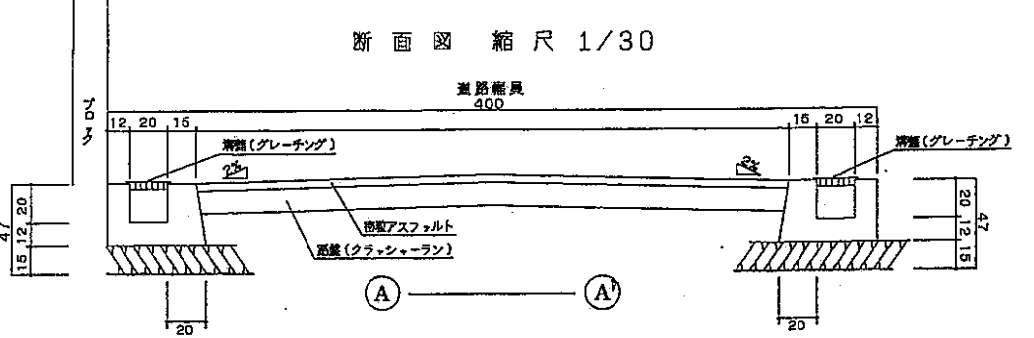 断面図 縮尺 1/30
道路幅員
400
ブロック
12 20 15
15 20 12
溝蓋(グレーチング)
溝蓋(グレーチング)
2%
2%
密粒アスファルト
路盤(クラッシャーラン)
47
20
12
15
20
12
15
47
A
A'
20
20